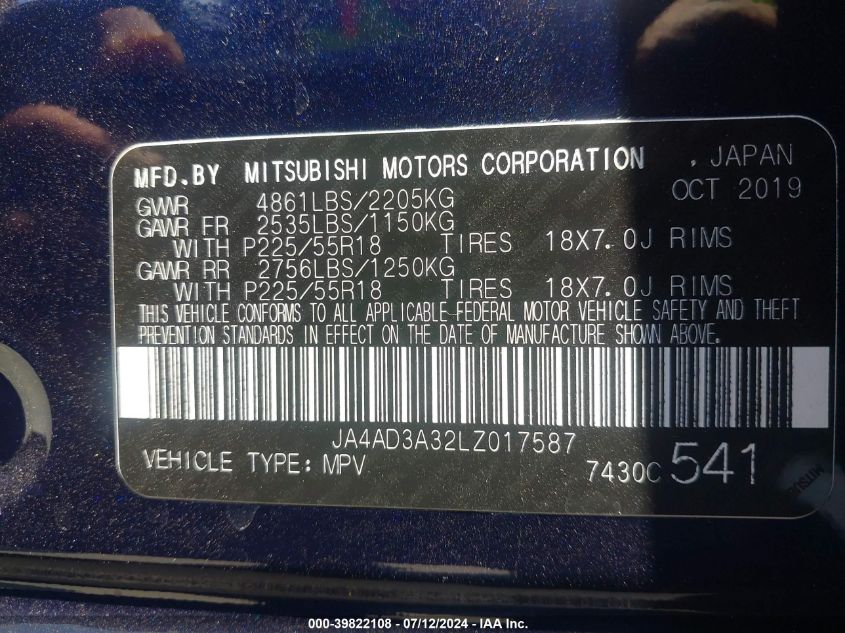 MFD.BY MITSUBISHI MOTORS CORPORATION , JAPAN
GWWR 4861LBS/2205KG OCT 2019
GAWR FR 2535LBS/1150KG
WITH P225/55R18 TIRES 18X7.0J RIMS
GAWR RR 2756LBS/1250KG
WITH P225/55R18 TIRES 18X7.0J RIMS
THIS VEHICLE CONFORMS TO ALL APPLICABLE FEDERAL MOTOR VEHICLE SAFETY AND THEFT
PREVENTION STANDARDS IN EFFECT ON THE DATE OF MANUFACTURE SHOWN ABOVE.
JA4AD3A32LZ017587
VEHICLE TYPE: MPV 7430C 541
000-39822108 - 07/12/2024 - IAA Inc.